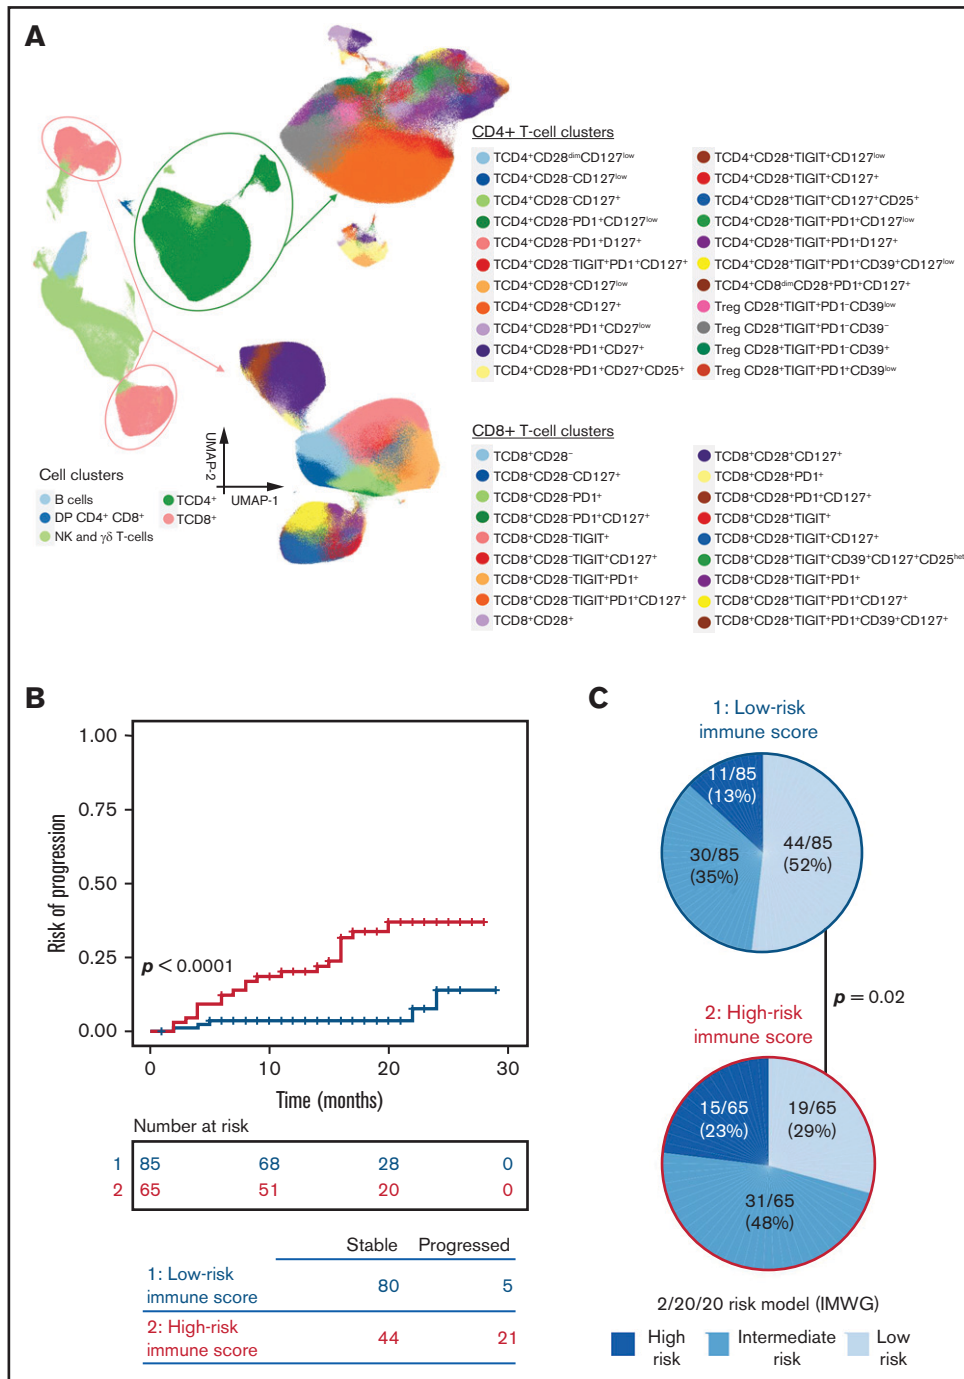 A
CD4+ T-cell clusters
TCD4⁺CD28ᵈⁱᵐCD127ˡᵒʷ
TCD4⁺CD28⁻CD127ˡᵒʷ
TCD4⁺CD28⁻CD127⁺
TCD4⁺CD28⁻PD1⁺CD127ˡᵒʷ
TCD4⁺CD28⁻PD1⁺D127⁺
TCD4⁺CD28⁻TIGIT⁺PD1⁺CD127⁺
TCD4⁺CD28⁺CD127ˡᵒʷ
TCD4⁺CD28⁺CD127⁺
TCD4⁺CD28⁺PD1⁺CD27ˡᵒʷ
TCD4⁺CD28⁺PD1⁺CD27⁺
TCD4⁺CD28⁺PD1⁺CD27⁺CD25⁺
TCD4⁺CD28⁺TIGIT⁺CD127ˡᵒʷ
TCD4⁺CD28⁺TIGIT⁺CD127⁺
TCD4⁺CD28⁺TIGIT⁺CD127⁺CD25⁺
TCD4⁺CD28⁺TIGIT⁺PD1⁺CD127ˡᵒʷ
TCD4⁺CD28⁺TIGIT⁺PD1⁺D127⁺
TCD4⁺CD28⁺TIGIT⁺PD1⁺CD39⁺CD127ˡᵒʷ
TCD4⁺CD8ᵈⁱᵐCD28⁺PD1⁺CD127⁺
Treg CD28⁺TIGIT⁺PD1⁻CD39ˡᵒʷ
Treg CD28⁺TIGIT⁺PD1⁻CD39⁻
Treg CD28⁺TIGIT⁺PD1⁻CD39⁺
Treg CD28⁺TIGIT⁺PD1⁺CD39ˡᵒʷ
UMAP-2
UMAP-1
Cell clusters
B cells
DP CD4⁺ CD8⁺
NK and γδ T-cells
TCD4⁺
TCD8⁺
CD8+ T-cell clusters
TCD8⁺CD28⁻
TCD8⁺CD28⁻CD127⁺
TCD8⁺CD28⁻PD1⁺
TCD8⁺CD28⁻PD1⁺CD127⁺
TCD8⁺CD28⁻TIGIT⁺
TCD8⁺CD28⁻TIGIT⁺CD127⁺
TCD8⁺CD28⁻TIGIT⁺PD1⁺
TCD8⁺CD28⁻TIGIT⁺PD1⁺CD127⁺
TCD8⁺CD28⁺
TCD8⁺CD28⁺CD127⁺
TCD8⁺CD28⁺PD1⁺
TCD8⁺CD28⁺PD1⁺CD127⁺
TCD8⁺CD28⁺TIGIT⁺
TCD8⁺CD28⁺TIGIT⁺CD127⁺
TCD8⁺CD28⁺TIGIT⁺CD39⁺CD127⁺CD25ʰᵉᵗ
TCD8⁺CD28⁺TIGIT⁺PD1⁺
TCD8⁺CD28⁺TIGIT⁺PD1⁺CD127⁺
TCD8⁺CD28⁺TIGIT⁺PD1⁺CD39⁺CD127⁺
B
Risk of progression
1.00
0.75
0.50
0.25
0.00
p < 0.0001
0 10 20 30
Time (months)
Number at risk
1 85 68 28 0
2 65 51 20 0
Stable Progressed
1: Low-risk
immune score
80 5
2: High-risk
immune score
44 21
C
1: Low-risk
immune score
11/85
(13%)
30/85
(35%)
44/85
(52%)
p = 0.02
2: High-risk
immune score
15/65
(23%)
19/65
(29%)
31/65
(48%)
2/20/20 risk model (IMWG)
High
risk
Intermediate
risk
Low
risk